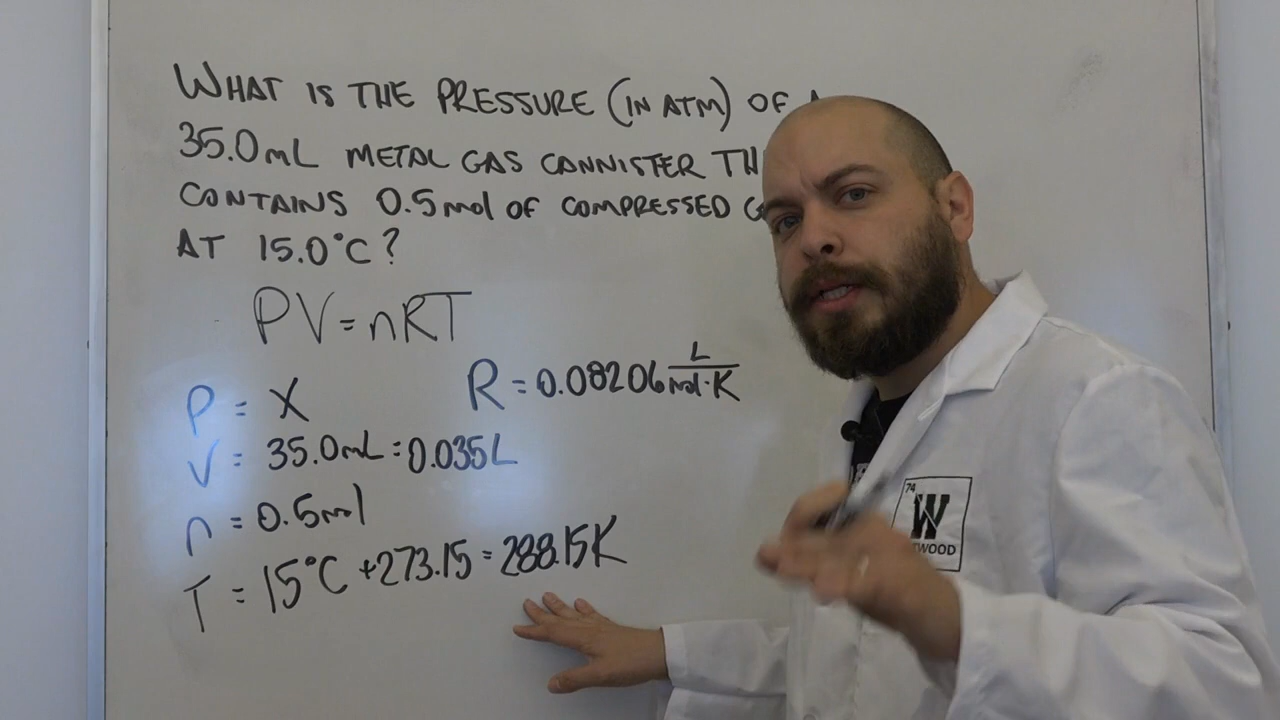 WHAT IS THE PRESSURE (IN ATM) OF
35.0mL METAL GAS CANNISTER
CONTAINS 0.5mol OF COMPRESSED
AT 15.0°C?
PV=nRT
R=0.08206 L/mol·K
P = X
V = 35.0mL=0.035L
n = 0.5mol
T = 15°C +273.15 = 288.15K
74
W